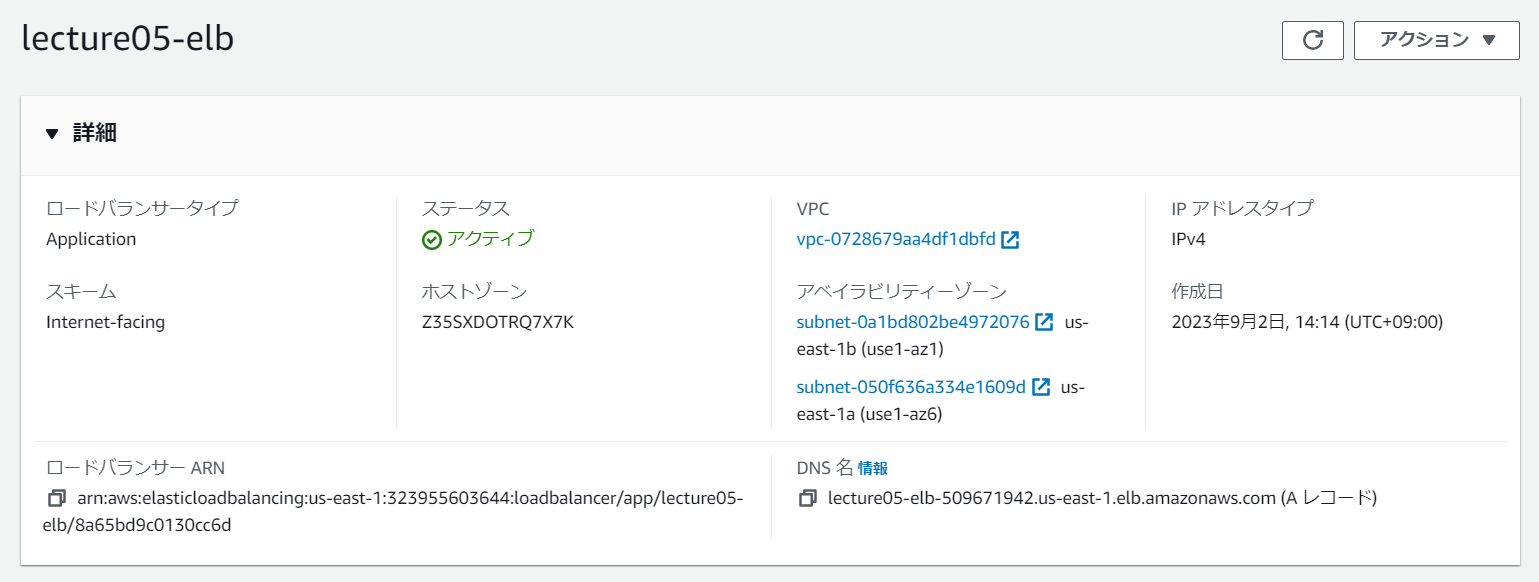 lecture05-elb
アクション
詳細
ロードバランサータイプ
Application
ステータス
アクティブ
VPC
vpc-0728679aa4df1dbfd
IP アドレスタイプ
IPv4
スキーム
Internet-facing
ホストゾーン
Z35SXDOTRQ7X7K
アベイラビリティーゾーン
subnet-0a1bd802be4972076 us-
east-1b (use1-az1)
subnet-050f636a334e1609d us-
east-1a (use1-az6)
作成日
2023年9月2日, 14:14 (UTC+09:00)
ロードバランサー ARN
arn:aws:elasticloadbalancing:us-east-1:323955603644:loadbalancer/app/lecture05-
elb/8a65bd9c0130cc6d
DNS 名 情報
lecture05-elb-509671942.us-east-1.elb.amazonaws.com (A レコード)